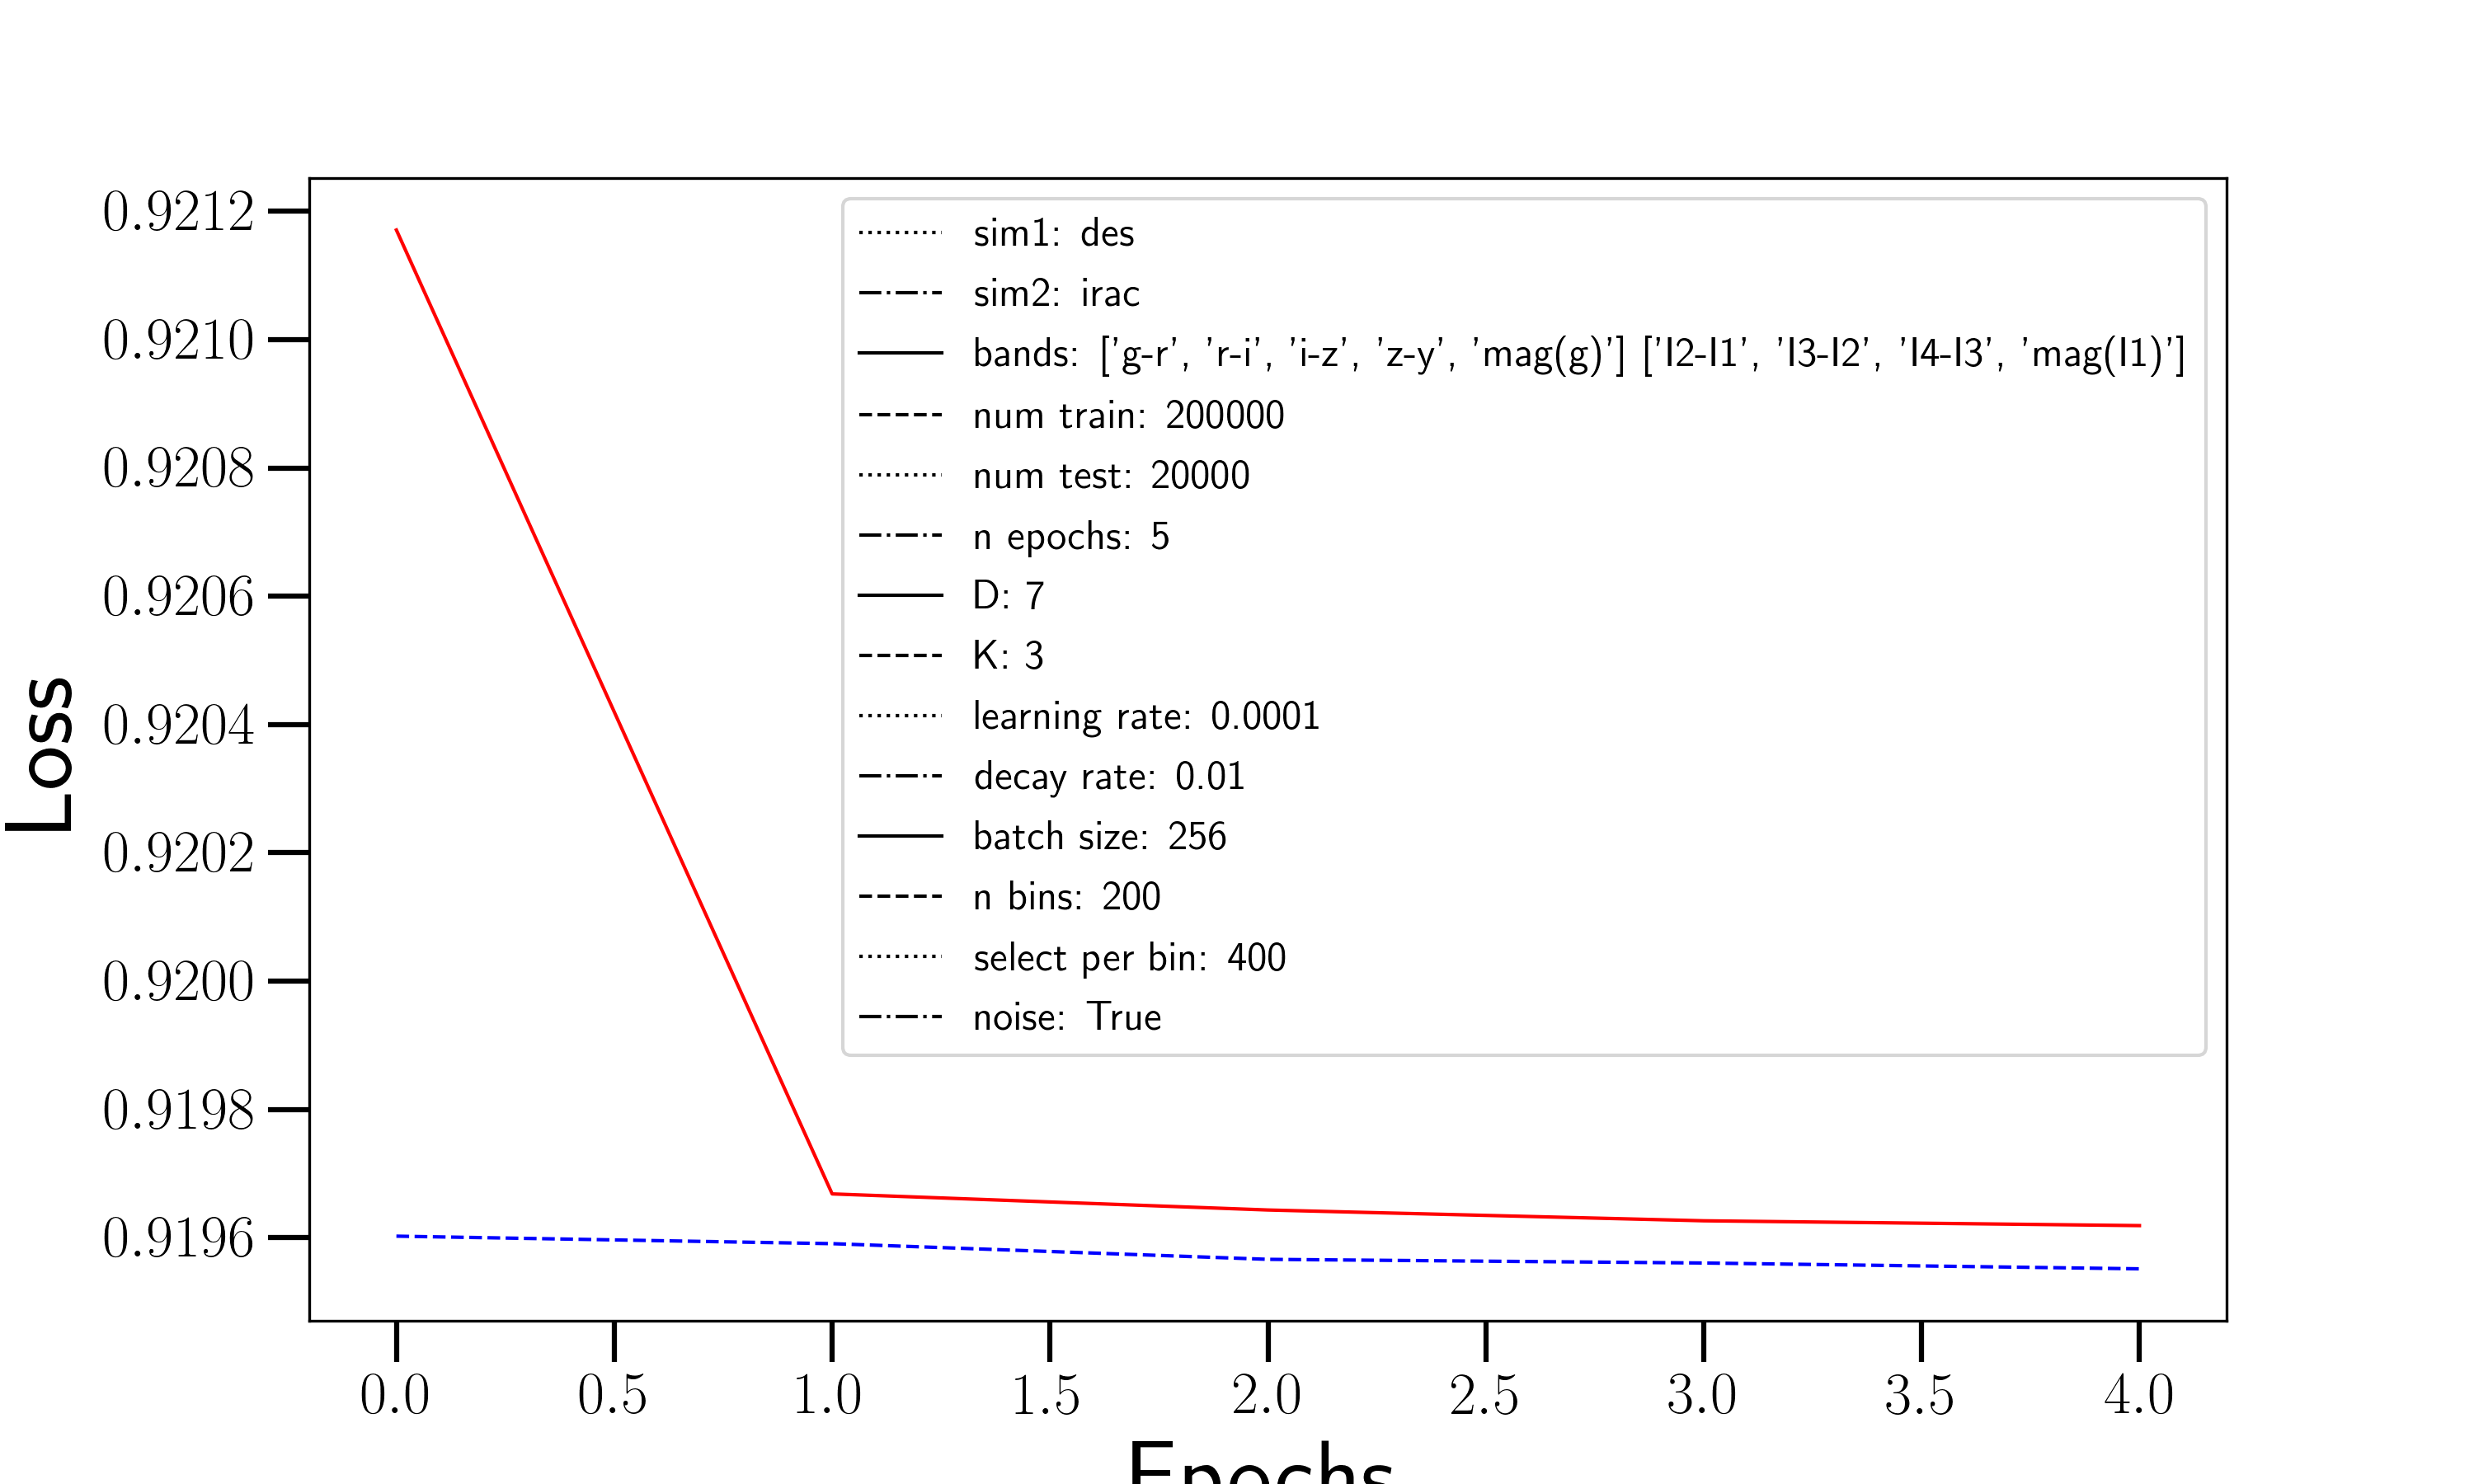 0.9212
0.9210
0.9208
0.9206
0.9204
0.9202
0.9200
0.9198
0.9196
Loss
sim1: des
sim2: irac
bands: ['g-r', 'r-i', 'i-z', 'z-y', 'mag(g)'] ['I2-I1', 'I3-I2', 'I4-I3', 'mag(I1)']
num train: 200000
num test: 20000
n epochs: 5
D: 7
K: 3
learning rate: 0.0001
decay rate: 0.01
batch size: 256
n bins: 200
select per bin: 400
noise: True
0.0 0.5 1.0 1.5 2.0 2.5 3.0 3.5 4.0
Epochs